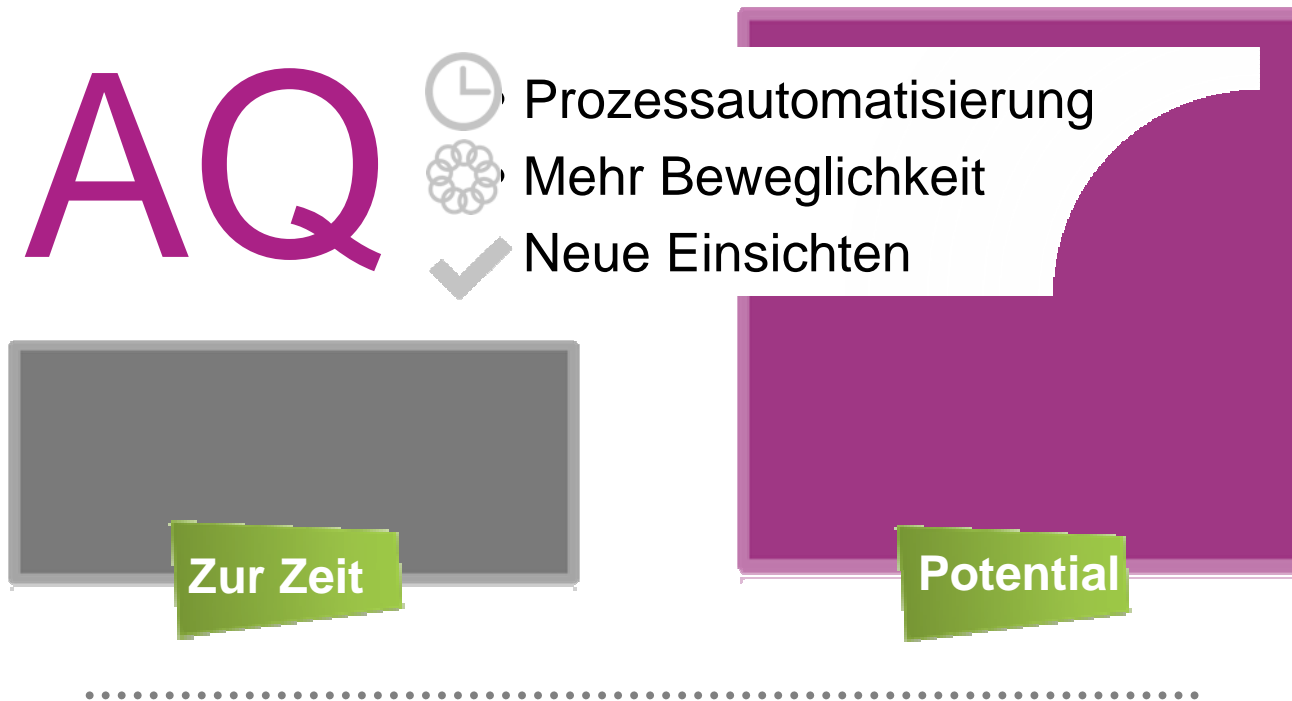 AQ
• Prozessautomatisierung
• Mehr Beweglichkeit
Neue Einsichten
Zur Zeit
Potential